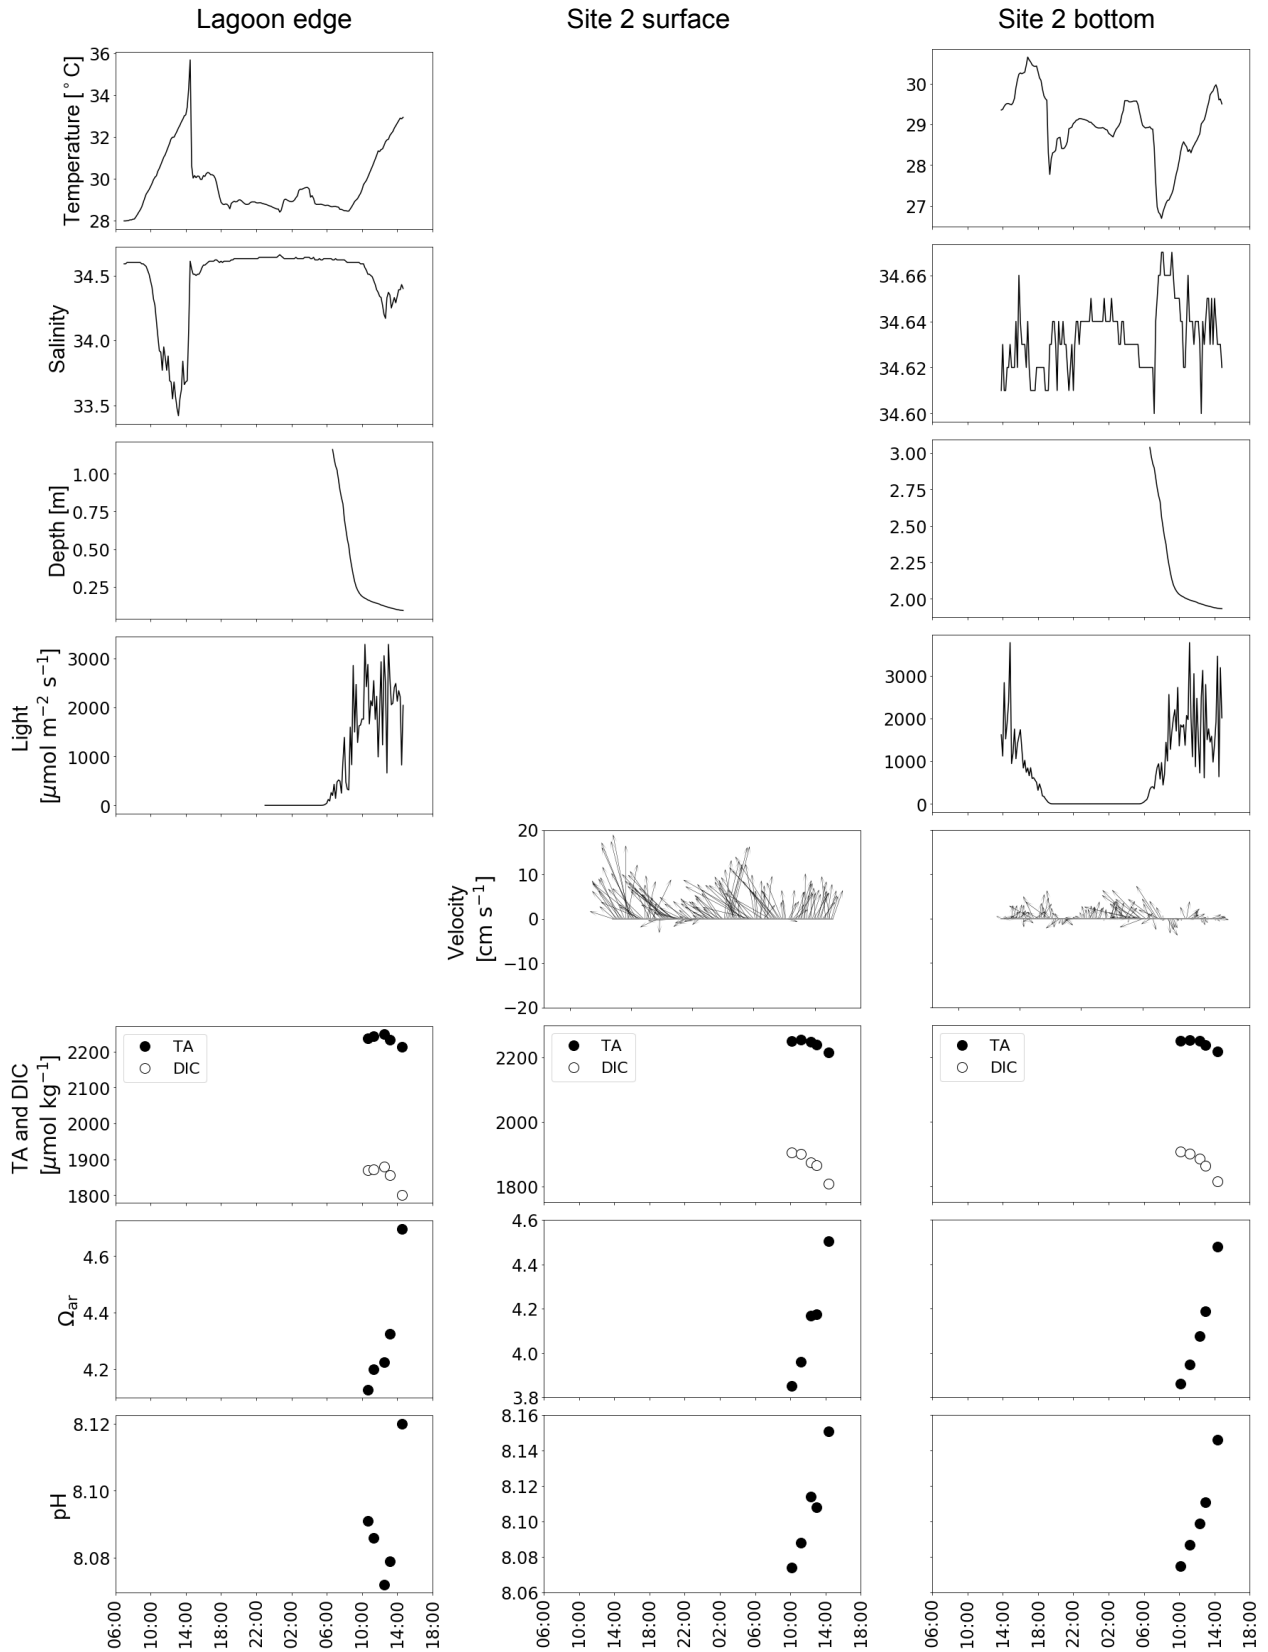 Lagoon edge
Site 2 surface
Site 2 bottom
Temperature [ ° C]
36
34
32
30
28
30
29
28
27
Salinity
34.5
34.0
33.5
34.66
34.64
34.62
34.60
Depth [m]
1.00
0.75
0.50
0.25
3.00
2.75
2.50
2.25
2.00
Light
[μmol m⁻² s⁻¹]
3000
2000
1000
0
3000
2000
1000
0
Velocity
[cm s⁻¹]
20
10
0
−10
−20
TA and DIC
[μmol kg⁻¹]
2200
2100
2000
1900
1800
TA
DIC
2200
2000
1800
TA
DIC
2200
2000
1800
TA
DIC
Ωar
4.6
4.4
4.2
4.6
4.4
4.2
4.0
3.8
pH
8.12
8.10
8.08
8.16
8.14
8.12
8.10
8.08
8.06
06:00 10:00 14:00 18:00 22:00 02:00 06:00 10:00 14:00 18:00
06:00 10:00 14:00 18:00 22:00 02:00 06:00 10:00 14:00 18:00
06:00 10:00 14:00 18:00 22:00 02:00 06:00 10:00 14:00 18:00